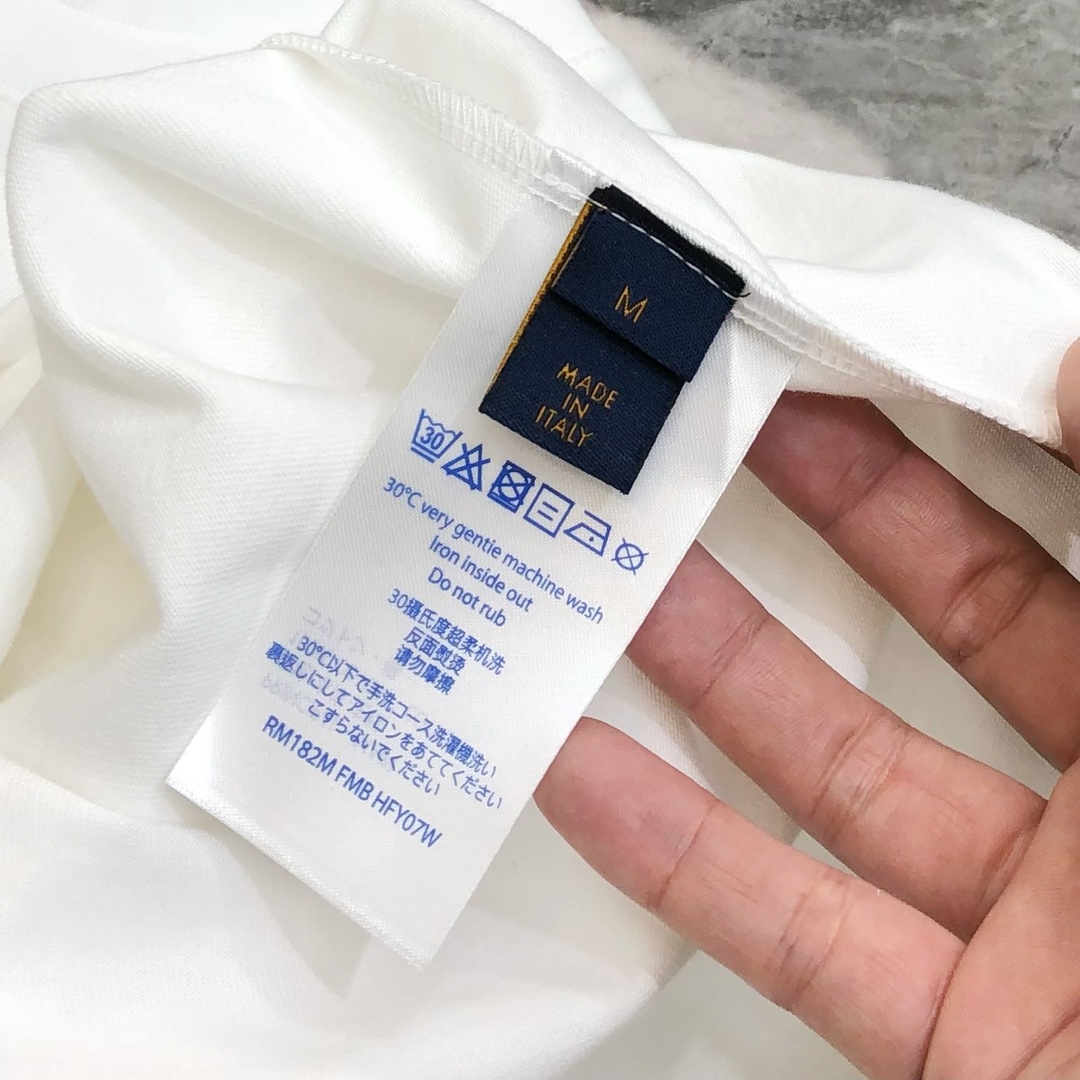 M
MADE
IN
ITALY
30
30°C very gentie machine wash
Iron inside out
Do not rub
30摄氏度超柔机洗
反面熨烫
请勿摩擦
30℃以下で手洗コース洗濯機洗い
裏返しにしてアイロンをあててください
こすらないでください
RM182M FMB HFY07W